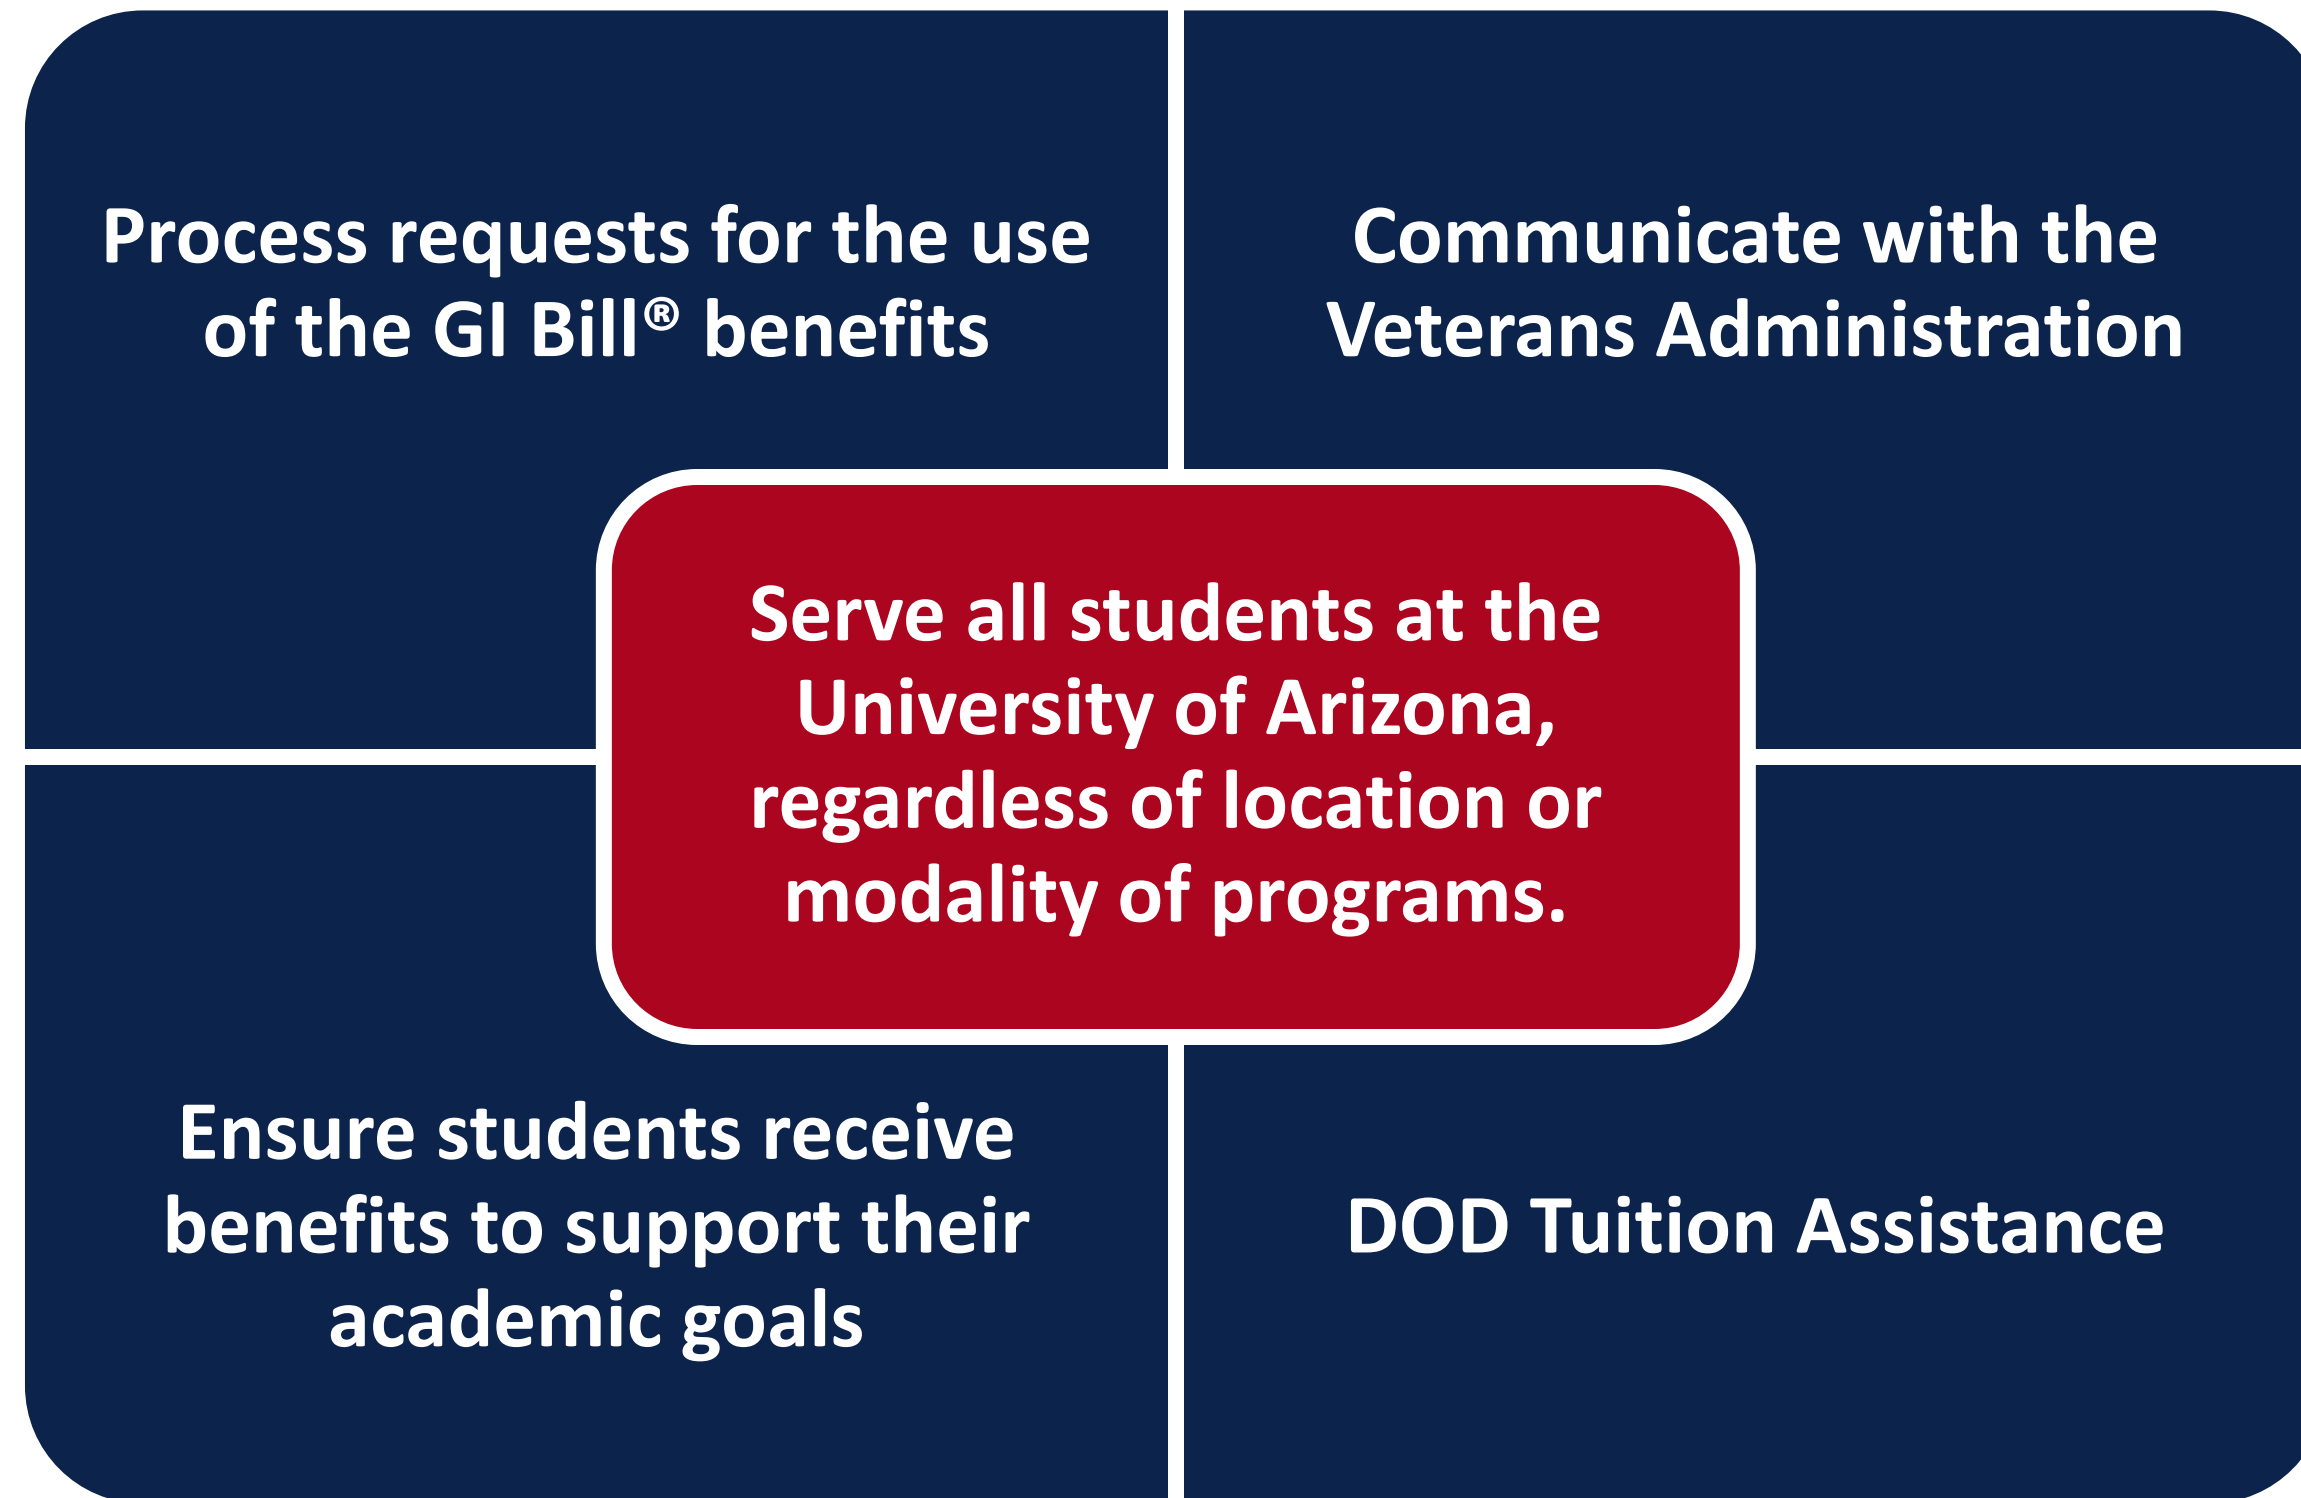 Process requests for the use
of the GI Bill® benefits
Communicate with the
Veterans Administration
Serve all students at the
University of Arizona,
regardless of location or
modality of programs.
Ensure students receive
benefits to support their
academic goals
DOD Tuition Assistance